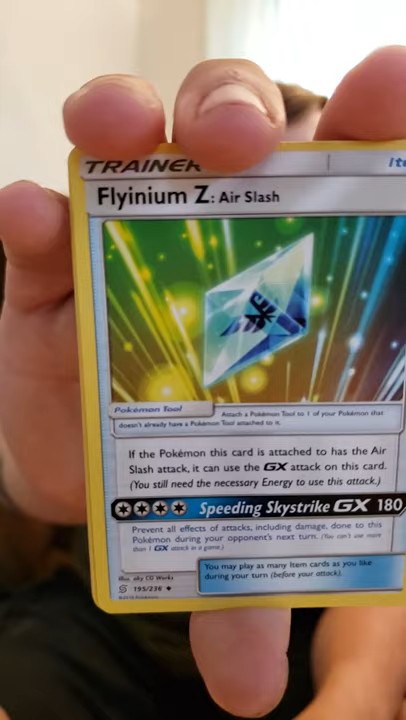 TRAINER Ite
Flyinium Z: Air Slash
Pokémon Tool
Attach a Pokémon Tool to 1 of your Pokémon that
doesn't already have a Pokémon Tool attached to it.
If the Pokémon this card is attached to has the Air
Slash attack, it can use the GX attack on this card.
(You still need the necessary Energy to use this attack.)
Speeding Skystrike GX 180
Prevent all effects of attacks, including damage, done to this
Pokémon during your opponent's next turn. (You can't use more
than 1 GX attack in a game.)
You may play as many Item cards as you like
during your turn (before your attack).
Illus. sky CG Works
195/236